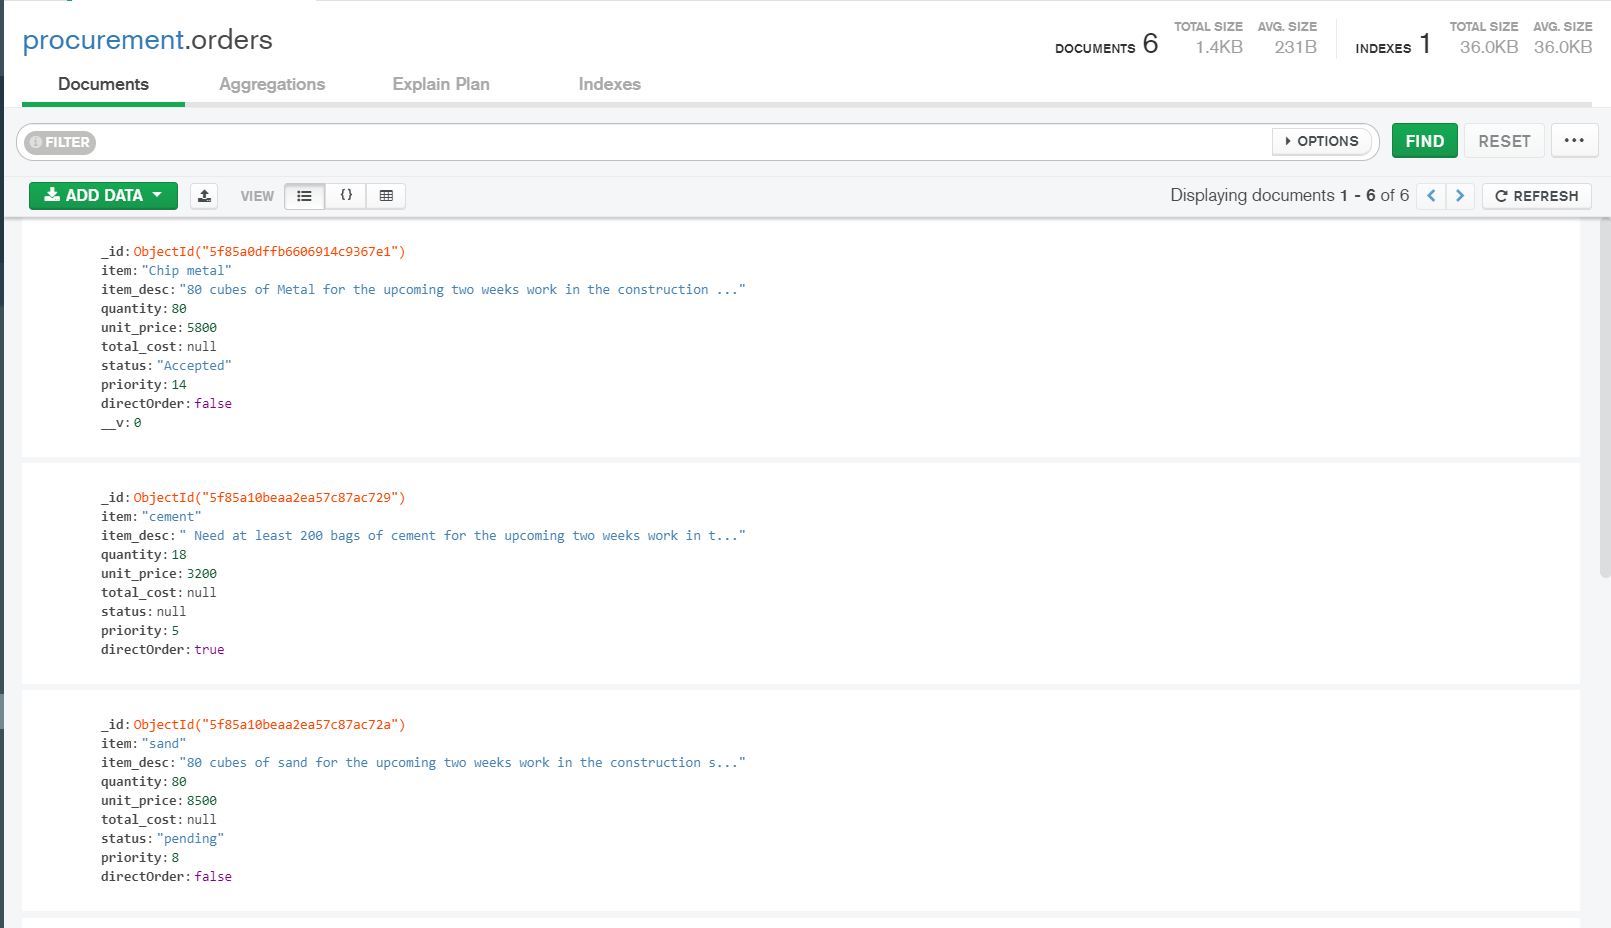 procurement.orders
DOCUMENTS 6 TOTAL SIZE 1.4KB AVG. SIZE 231B INDEXES 1 TOTAL SIZE 36.0KB AVG. SIZE 36.0KB
Documents Aggregations Explain Plan Indexes
FILTER OPTIONS FIND RESET ...
ADD DATA VIEW {} Displaying documents 1 - 6 of 6 REFRESH
_id: ObjectId("5f85a0dffb6606914c9367e1")
item: "Chip metal"
item_desc: "80 cubes of Metal for the upcoming two weeks work in the construction ..."
quantity: 80
unit_price: 5800
total_cost: null
status: "Accepted"
priority: 14
directOrder: false
__v: 0
_id: ObjectId("5f85a10beaa2ea57c87ac729")
item: "cement"
item_desc: " Need at least 200 bags of cement for the upcoming two weeks work in t..."
quantity: 18
unit_price: 3200
total_cost: null
status: null
priority: 5
directOrder: true
_id: ObjectId("5f85a10beaa2ea57c87ac72a")
item: "sand"
item_desc: "80 cubes of sand for the upcoming two weeks work in the construction s..."
quantity: 80
unit_price: 8500
total_cost: null
status: "pending"
priority: 8
directOrder: false